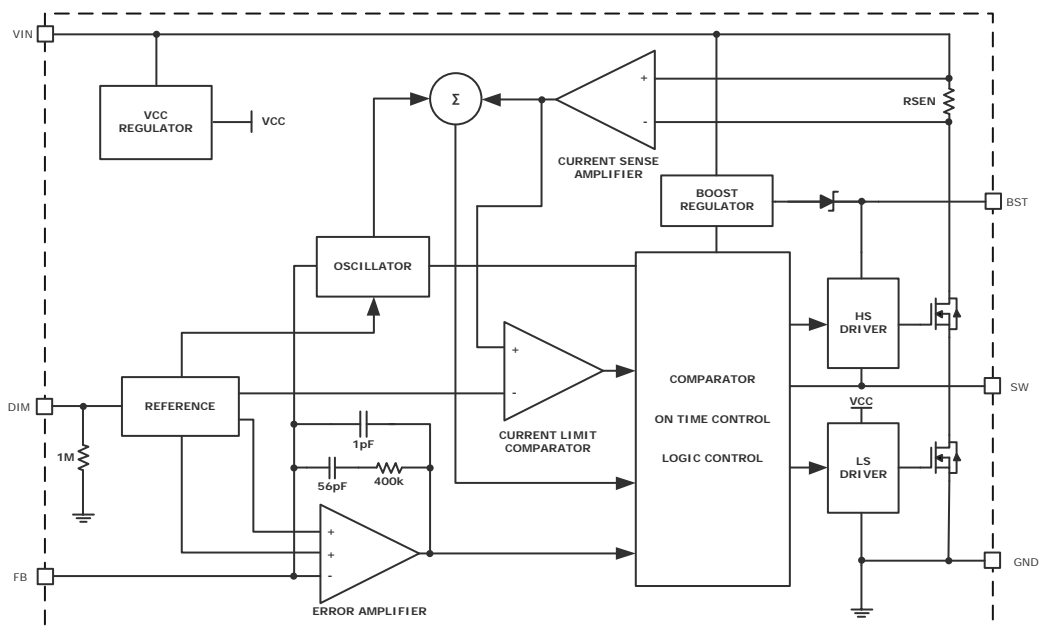 VIN
VCC
REGULATOR
VCC
Σ
+
-
CURRENT SENSE
AMPLIFIER
RSEN
BOOST
REGULATOR
BST
OSCILLATOR
HS
DRIVER
+
-
CURRENT LIMIT
COMPARATOR
COMPARATOR
ON TIME CONTROL
LOGIC CONTROL
SW
DIM
REFERENCE
1M
1pF
56pF
400k
VCC
LS
DRIVER
+
+
-
ERROR AMPLIFIER
FB
GND